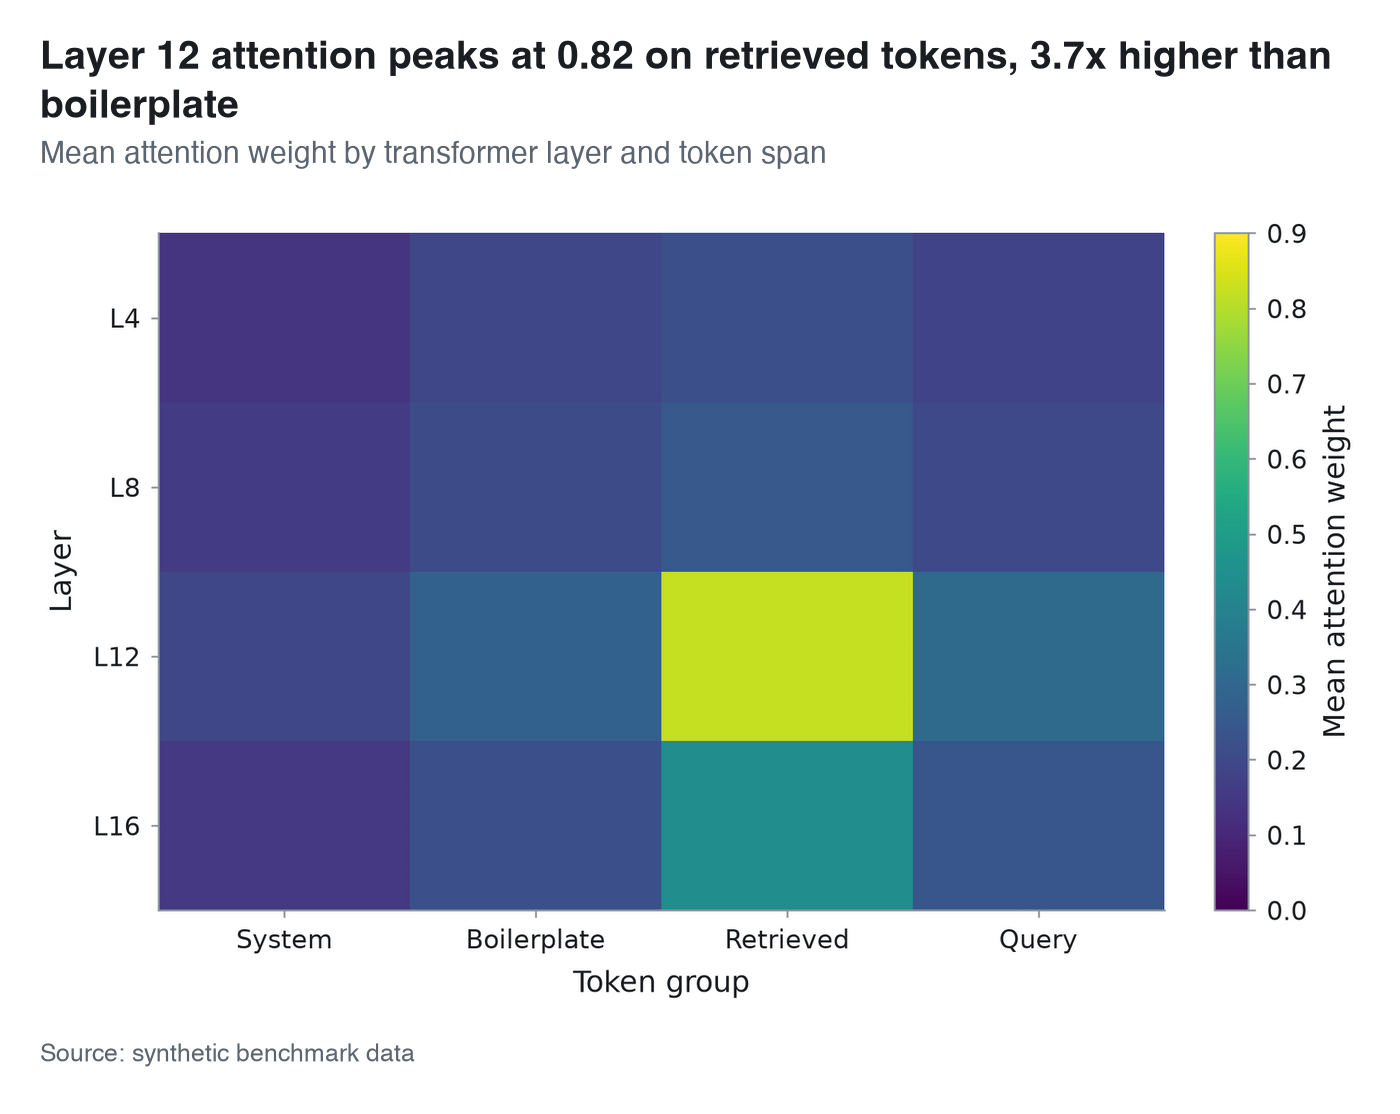 Layer 12 attention peaks at 0.82 on retrieved tokens, 3.7x higher than
boilerplate
Mean attention weight by transformer layer and token span
L4
L8
L12
L16
Layer
System
Boilerplate
Retrieved
Query
Token group
0.9
0.8
0.7
0.6
0.5
0.4
0.3
0.2
0.1
0.0
Mean attention weight
Source: synthetic benchmark data